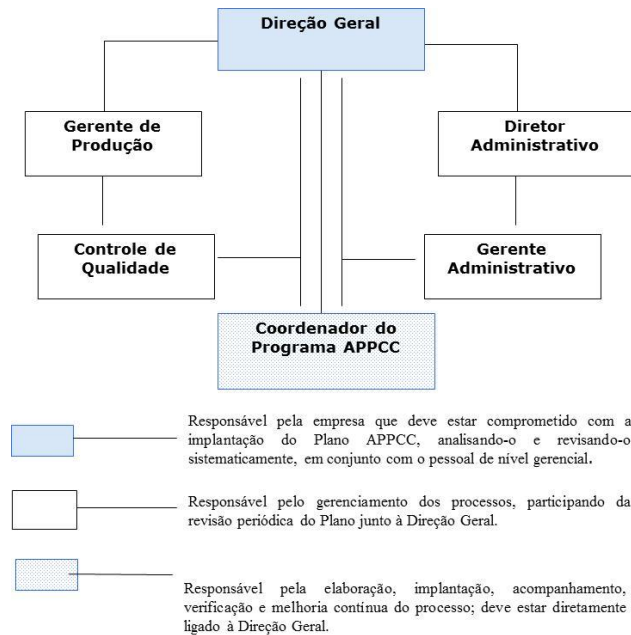 Direção Geral
Gerente de
Produção
Diretor
Administrativo
Controle de
Qualidade
Gerente
Administrativo
Coordenador do
Programa APPCC
Responsável pela empresa que deve estar comprometido com a
implantação do Plano APPCC, analisando-o e revisando-o
sistematicamente, em conjunto com o pessoal de nível gerencial.
Responsável pelo gerenciamento dos processos, participando da
revisão periódica do Plano junto à Direção Geral.
Responsável pela elaboração, implantação, acompanhamento,
verificação e melhoria contínua do processo; deve estar diretamente
ligado à Direção Geral.